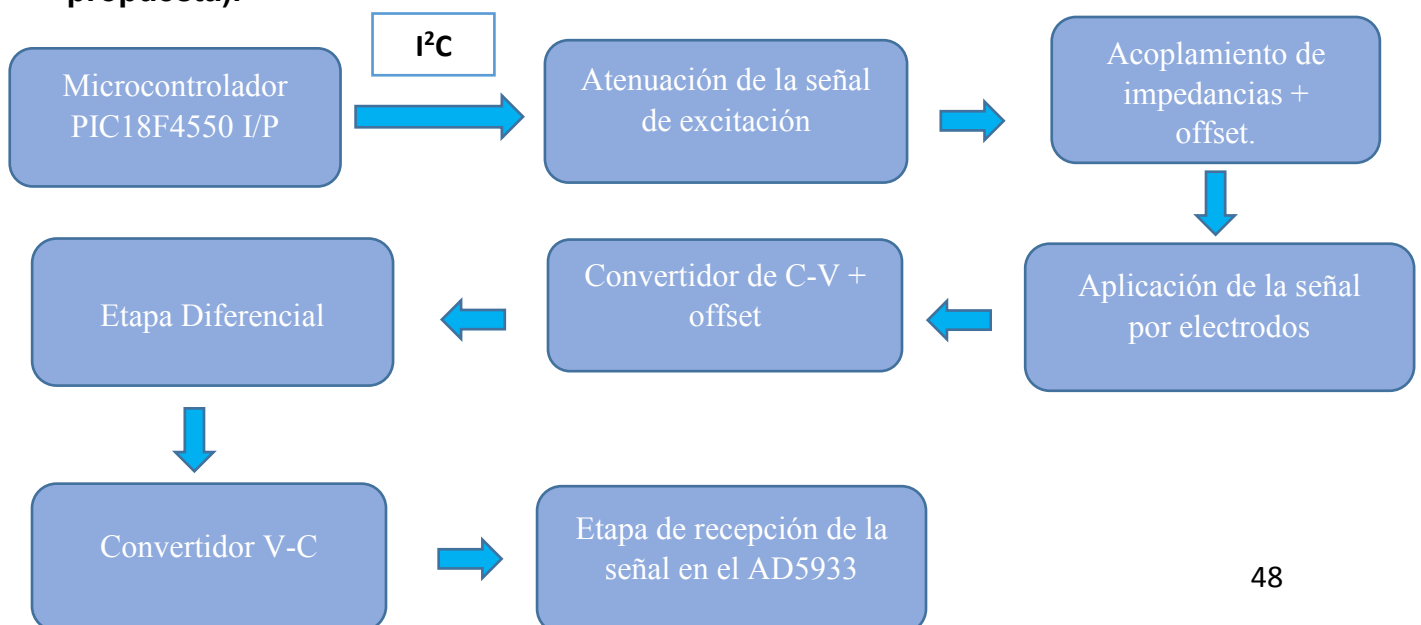 propuesta).
I²C
Microcontrolador
PIC18F4550 I/P
Atenuación de la señal
de excitación
Acoplamiento de
impedancias +
offset.
Aplicación de la señal
por electrodos
Convertidor de C-V +
offset
Etapa Diferencial
Convertidor V-C
Etapa de recepción de la
señal en el AD5933
48